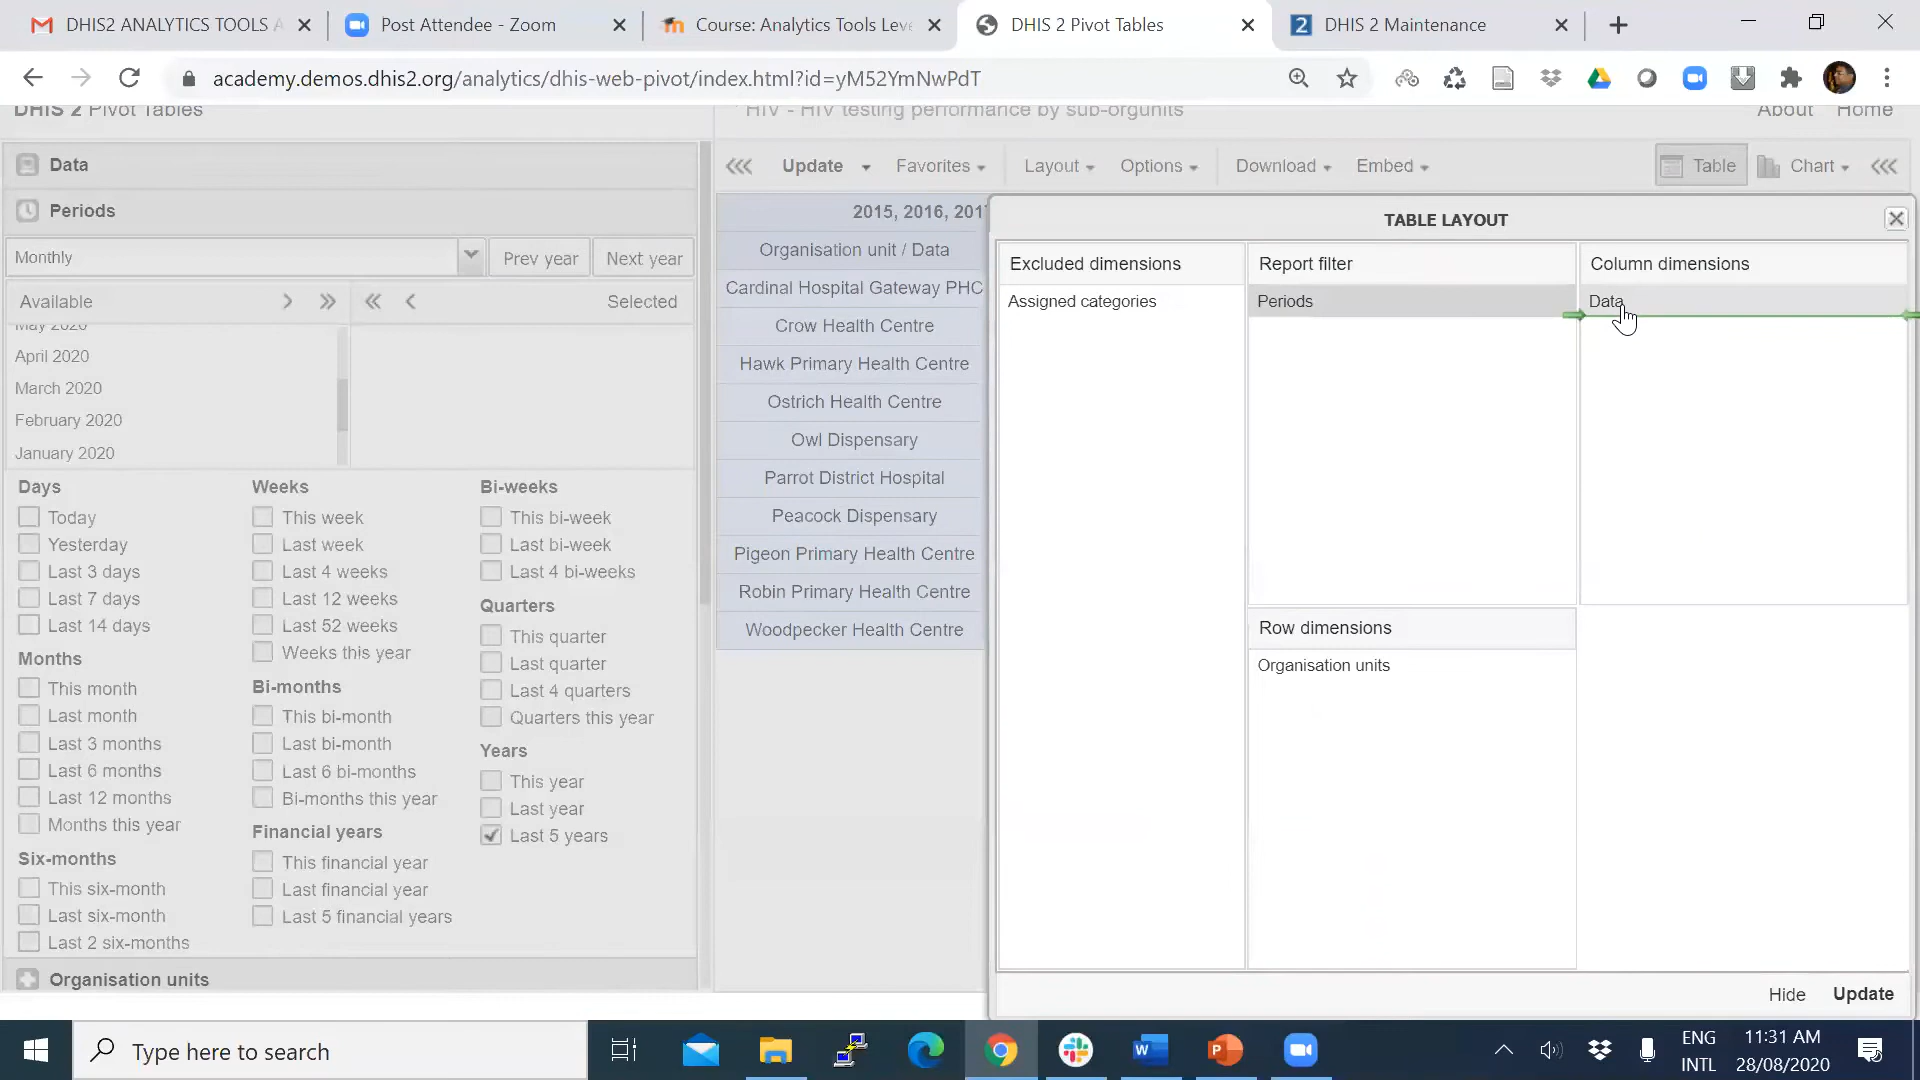 DHIS2 ANALYTICS TOOLS A
Post Attendee - Zoom
Course: Analytics Tools Leve
DHIS 2 Pivot Tables
DHIS 2 Maintenance
academy.demos.dhis2.org/analytics/dhis-web-pivot/index.html?id=yM52YmNwPdT
DHIS 2 Pivot Tables
HIV - HIV testing performance by sub-orgunits
About
Home
Data
Update
Favorites
Layout
Options
Download
Embed
Table
Chart
Periods
Monthly
Prev year
Next year
Available
Selected
May 2020
April 2020
March 2020
February 2020
January 2020
Days
Today
Yesterday
Last 3 days
Last 7 days
Last 14 days
Months
This month
Last month
Last 3 months
Last 6 months
Last 12 months
Months this year
Six-months
This six-month
Last six-month
Last 2 six-months
Weeks
This week
Last week
Last 4 weeks
Last 12 weeks
Last 52 weeks
Weeks this year
Bi-months
This bi-month
Last bi-month
Last 6 bi-months
Bi-months this year
Financial years
This financial year
Last financial year
Last 5 financial years
Bi-weeks
This bi-week
Last bi-week
Last 4 bi-weeks
Quarters
This quarter
Last quarter
Last 4 quarters
Quarters this year
Years
This year
Last year
Last 5 years
Organisation units
2015, 2016, 2017
Organisation unit / Data
Cardinal Hospital Gateway PHC
Crow Health Centre
Hawk Primary Health Centre
Ostrich Health Centre
Owl Dispensary
Parrot District Hospital
Peacock Dispensary
Pigeon Primary Health Centre
Robin Primary Health Centre
Woodpecker Health Centre
TABLE LAYOUT
Excluded dimensions
Assigned categories
Report filter
Periods
Column dimensions
Data
Row dimensions
Organisation units
Hide
Update
Type here to search
ENG
INTL
11:31 AM
28/08/2020